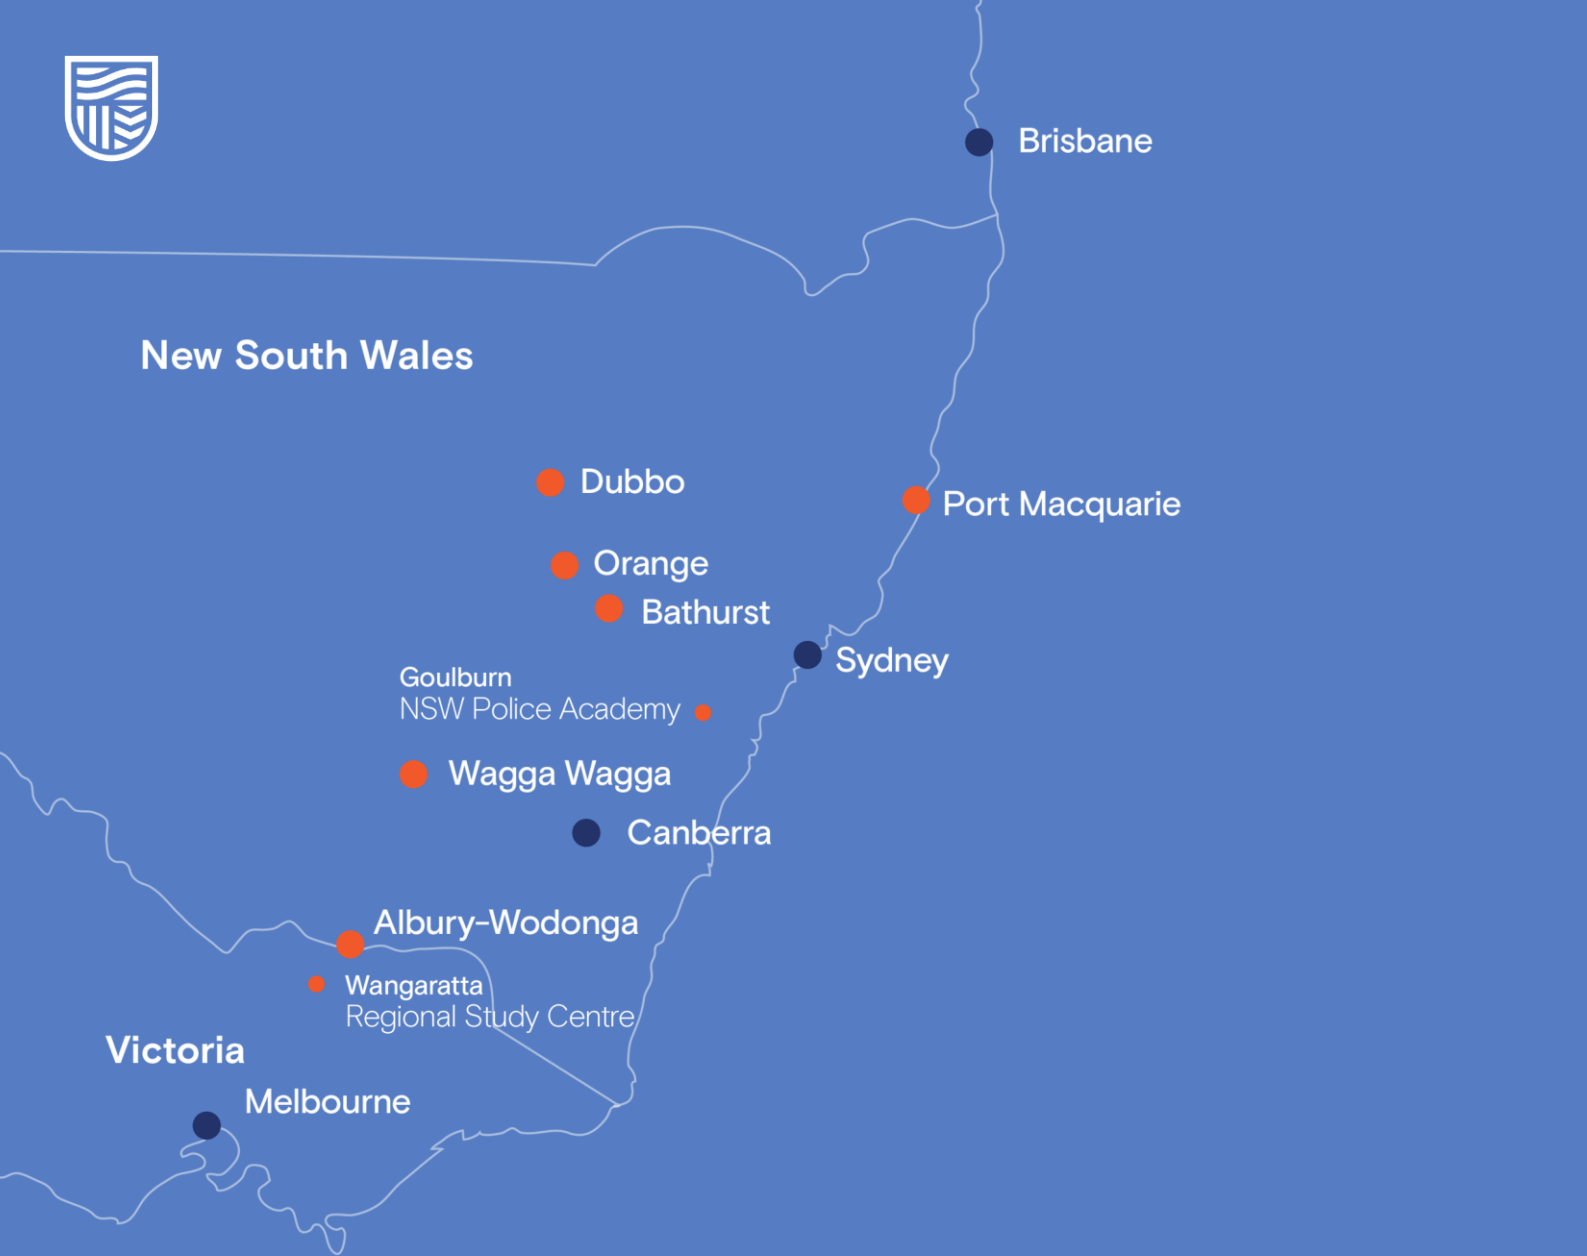 Brisbane
New South Wales
Dubbo
Port Macquarie
Orange
Bathurst
Sydney
Goulburn
NSW Police Academy
Wagga Wagga
Canberra
Albury-Wodonga
Wangaratta
Regional Study Centre
Victoria
Melbourne